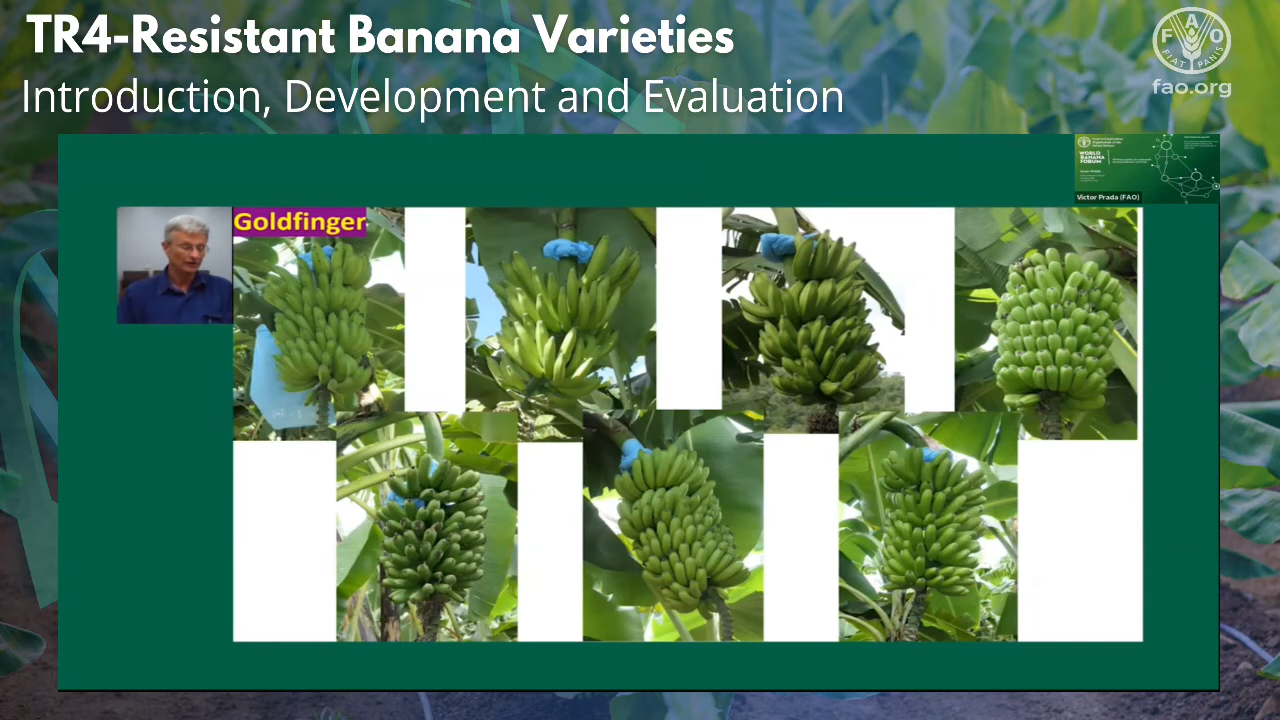 TR4-Resistant Banana Varieties
Introduction, Development and Evaluation
F A O
FIAT PANIS
fao.org
WORLD
BANANA
FORUM
Victor Prada (FAO)
Goldfinger